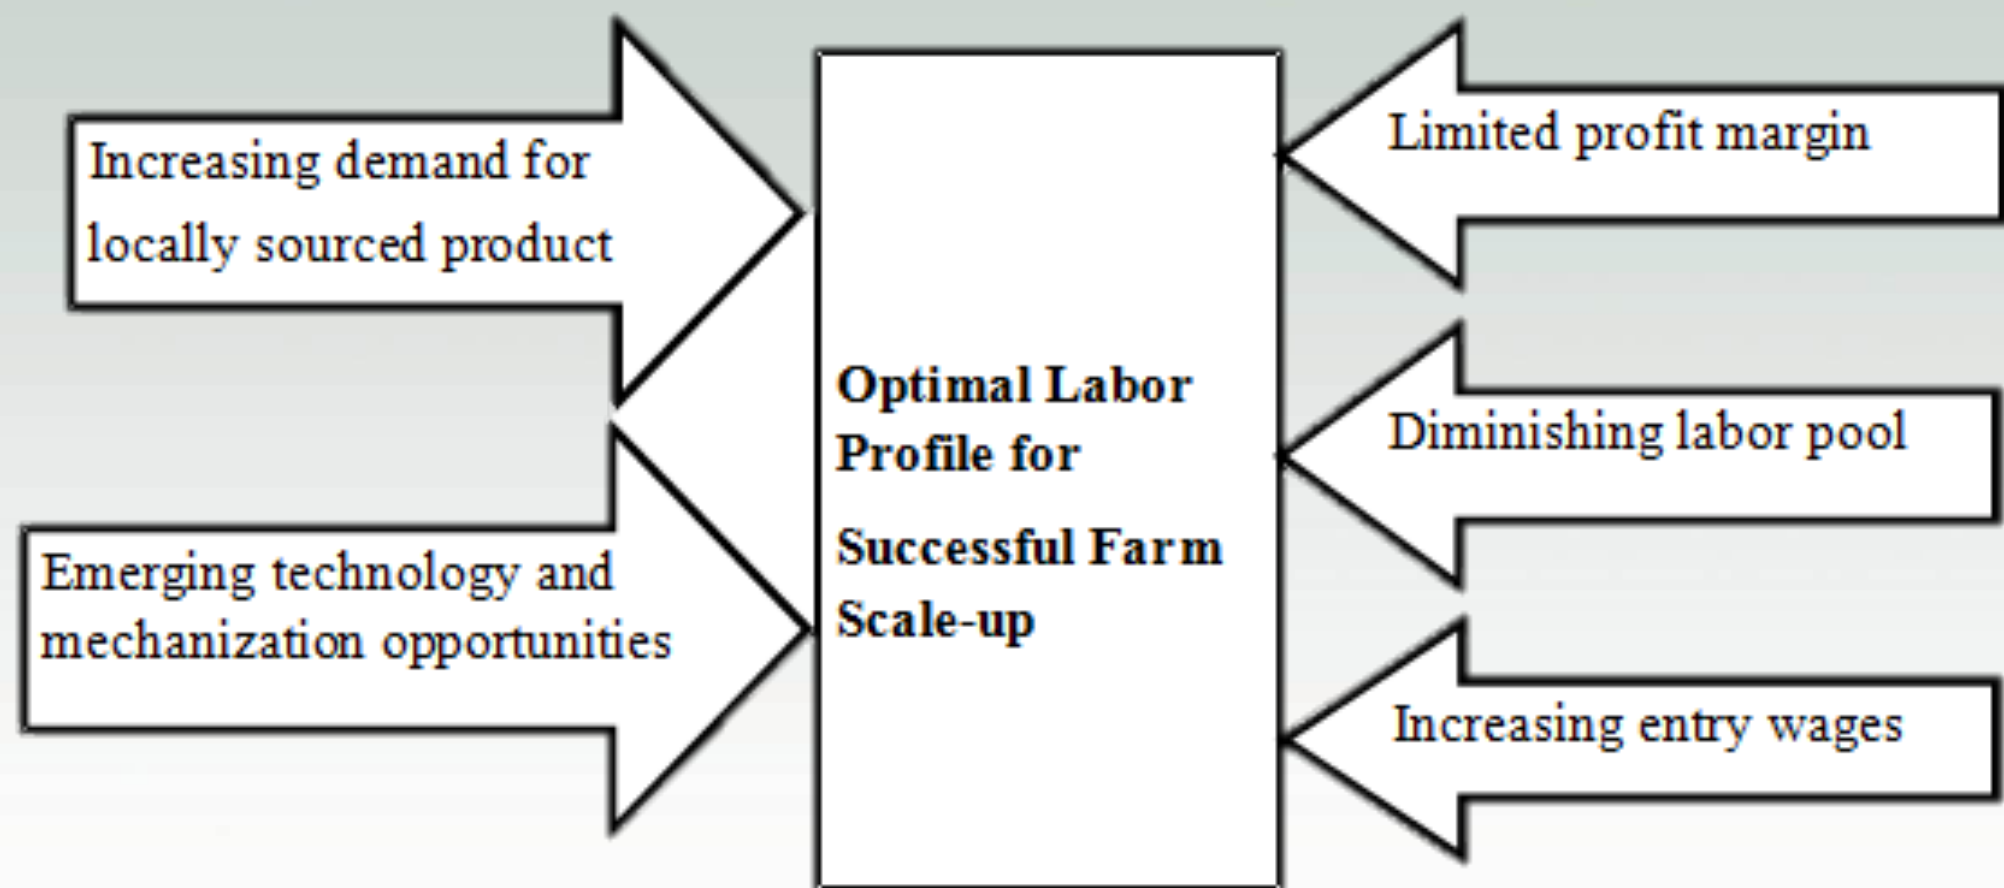 Increasing demand for
locally sourced product
Emerging technology and
mechanization opportunities
Optimal Labor
Profile for
Successful Farm
Scale-up
Limited profit margin
Diminishing labor pool
Increasing entry wages